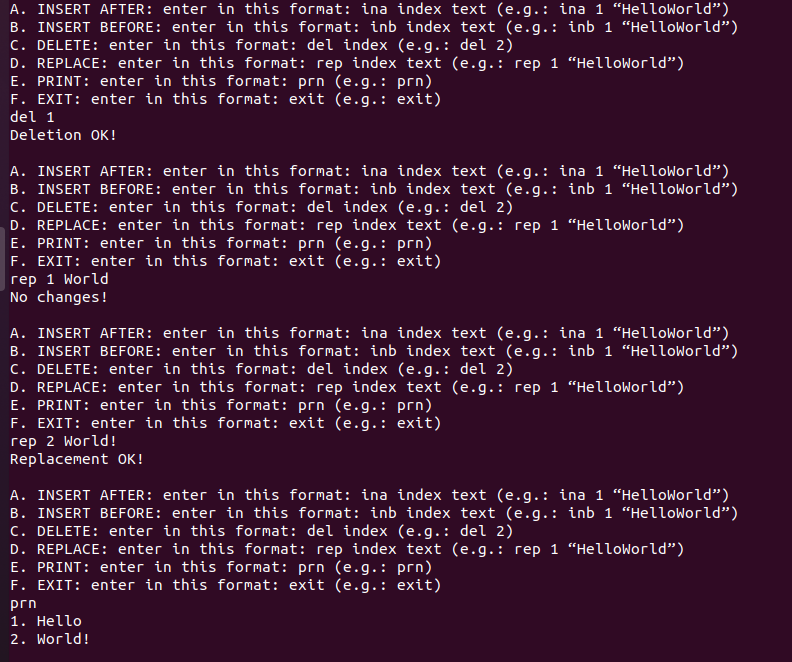 A. INSERT AFTER: enter in this format: ina index text (e.g.: ina 1 “HelloWorld”)
B. INSERT BEFORE: enter in this format: inb index text (e.g.: inb 1 “HelloWorld”)
C. DELETE: enter in this format: del index (e.g.: del 2)
D. REPLACE: enter in this format: rep index text (e.g.: rep 1 “HelloWorld”)
E. PRINT: enter in this format: prn (e.g.: prn)
F. EXIT: enter in this format: exit (e.g.: exit)
del 1
Deletion OK!

A. INSERT AFTER: enter in this format: ina index text (e.g.: ina 1 “HelloWorld”)
B. INSERT BEFORE: enter in this format: inb index text (e.g.: inb 1 “HelloWorld”)
C. DELETE: enter in this format: del index (e.g.: del 2)
D. REPLACE: enter in this format: rep index text (e.g.: rep 1 “HelloWorld”)
E. PRINT: enter in this format: prn (e.g.: prn)
F. EXIT: enter in this format: exit (e.g.: exit)
rep 1 World
No changes!

A. INSERT AFTER: enter in this format: ina index text (e.g.: ina 1 “HelloWorld”)
B. INSERT BEFORE: enter in this format: inb index text (e.g.: inb 1 “HelloWorld”)
C. DELETE: enter in this format: del index (e.g.: del 2)
D. REPLACE: enter in this format: rep index text (e.g.: rep 1 “HelloWorld”)
E. PRINT: enter in this format: prn (e.g.: prn)
F. EXIT: enter in this format: exit (e.g.: exit)
rep 2 World!
Replacement OK!

A. INSERT AFTER: enter in this format: ina index text (e.g.: ina 1 “HelloWorld”)
B. INSERT BEFORE: enter in this format: inb index text (e.g.: inb 1 “HelloWorld”)
C. DELETE: enter in this format: del index (e.g.: del 2)
D. REPLACE: enter in this format: rep index text (e.g.: rep 1 “HelloWorld”)
E. PRINT: enter in this format: prn (e.g.: prn)
F. EXIT: enter in this format: exit (e.g.: exit)
prn
1. Hello
2. World!